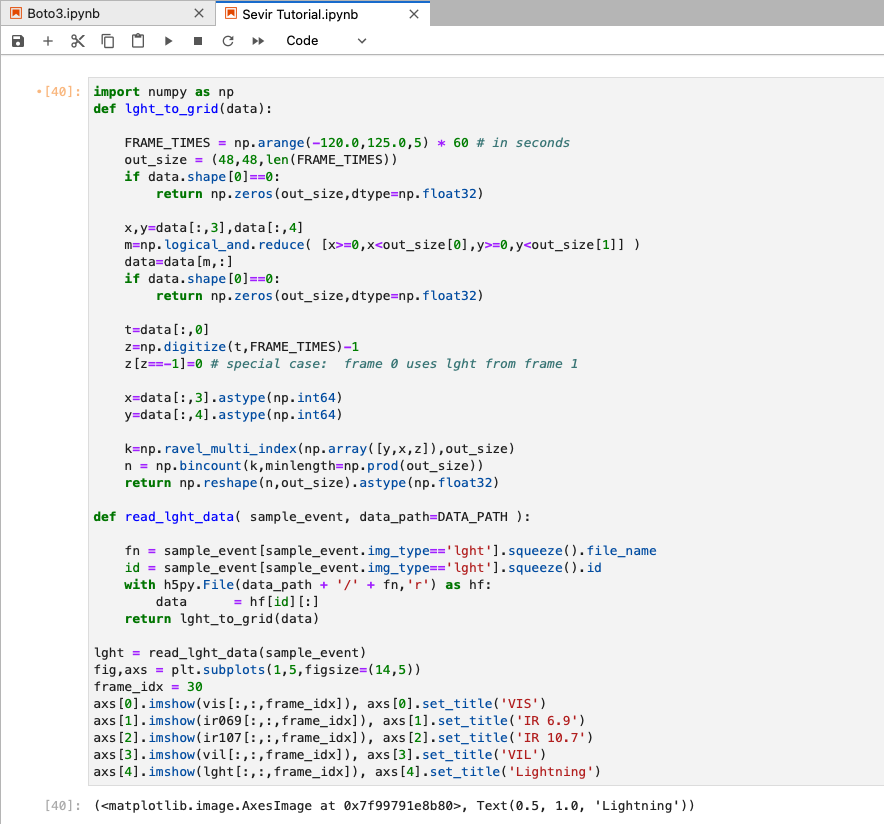 Boto3.ipynb
Sevir Tutorial.ipynb
Code
[40]:
import numpy as np
def lght_to_grid(data):
    FRAME_TIMES = np.arange(-120.0,125.0,5) * 60 # in seconds
    out_size = (48,48,len(FRAME_TIMES))
    if data.shape[0]==0:
        return np.zeros(out_size,dtype=np.float32)
    x,y=data[:,3],data[:,4]
    m=np.logical_and.reduce( [x>=0,x<out_size[0],y>=0,y<out_size[1]] )
    data=data[m,:]
    if data.shape[0]==0:
        return np.zeros(out_size,dtype=np.float32)
    t=data[:,0]
    z=np.digitize(t,FRAME_TIMES)-1
    z[z==-1]=0 # special case:  frame 0 uses lght from frame 1
    x=data[:,3].astype(np.int64)
    y=data[:,4].astype(np.int64)
    k=np.ravel_multi_index(np.array([y,x,z]),out_size)
    n = np.bincount(k,minlength=np.prod(out_size))
    return np.reshape(n,out_size).astype(np.float32)
def read_lght_data( sample_event, data_path=DATA_PATH ):
    fn = sample_event[sample_event.img_type=='lght'].squeeze().file_name
    id = sample_event[sample_event.img_type=='lght'].squeeze().id
    with h5py.File(data_path + '/' + fn,'r') as hf:
        data      = hf[id][:]
    return lght_to_grid(data)
lght = read_lght_data(sample_event)
fig,axs = plt.subplots(1,5,figsize=(14,5))
frame_idx = 30
axs[0].imshow(vis[:,:,frame_idx]), axs[0].set_title('VIS')
axs[1].imshow(ir069[:,:,frame_idx]), axs[1].set_title('IR 6.9')
axs[2].imshow(ir107[:,:,frame_idx]), axs[2].set_title('IR 10.7')
axs[3].imshow(vil[:,:,frame_idx]), axs[3].set_title('VIL')
axs[4].imshow(lght[:,:,frame_idx]), axs[4].set_title('Lightning')
[40]: (<matplotlib.image.AxesImage at 0x7f99791e8b80>, Text(0.5, 1.0, 'Lightning'))